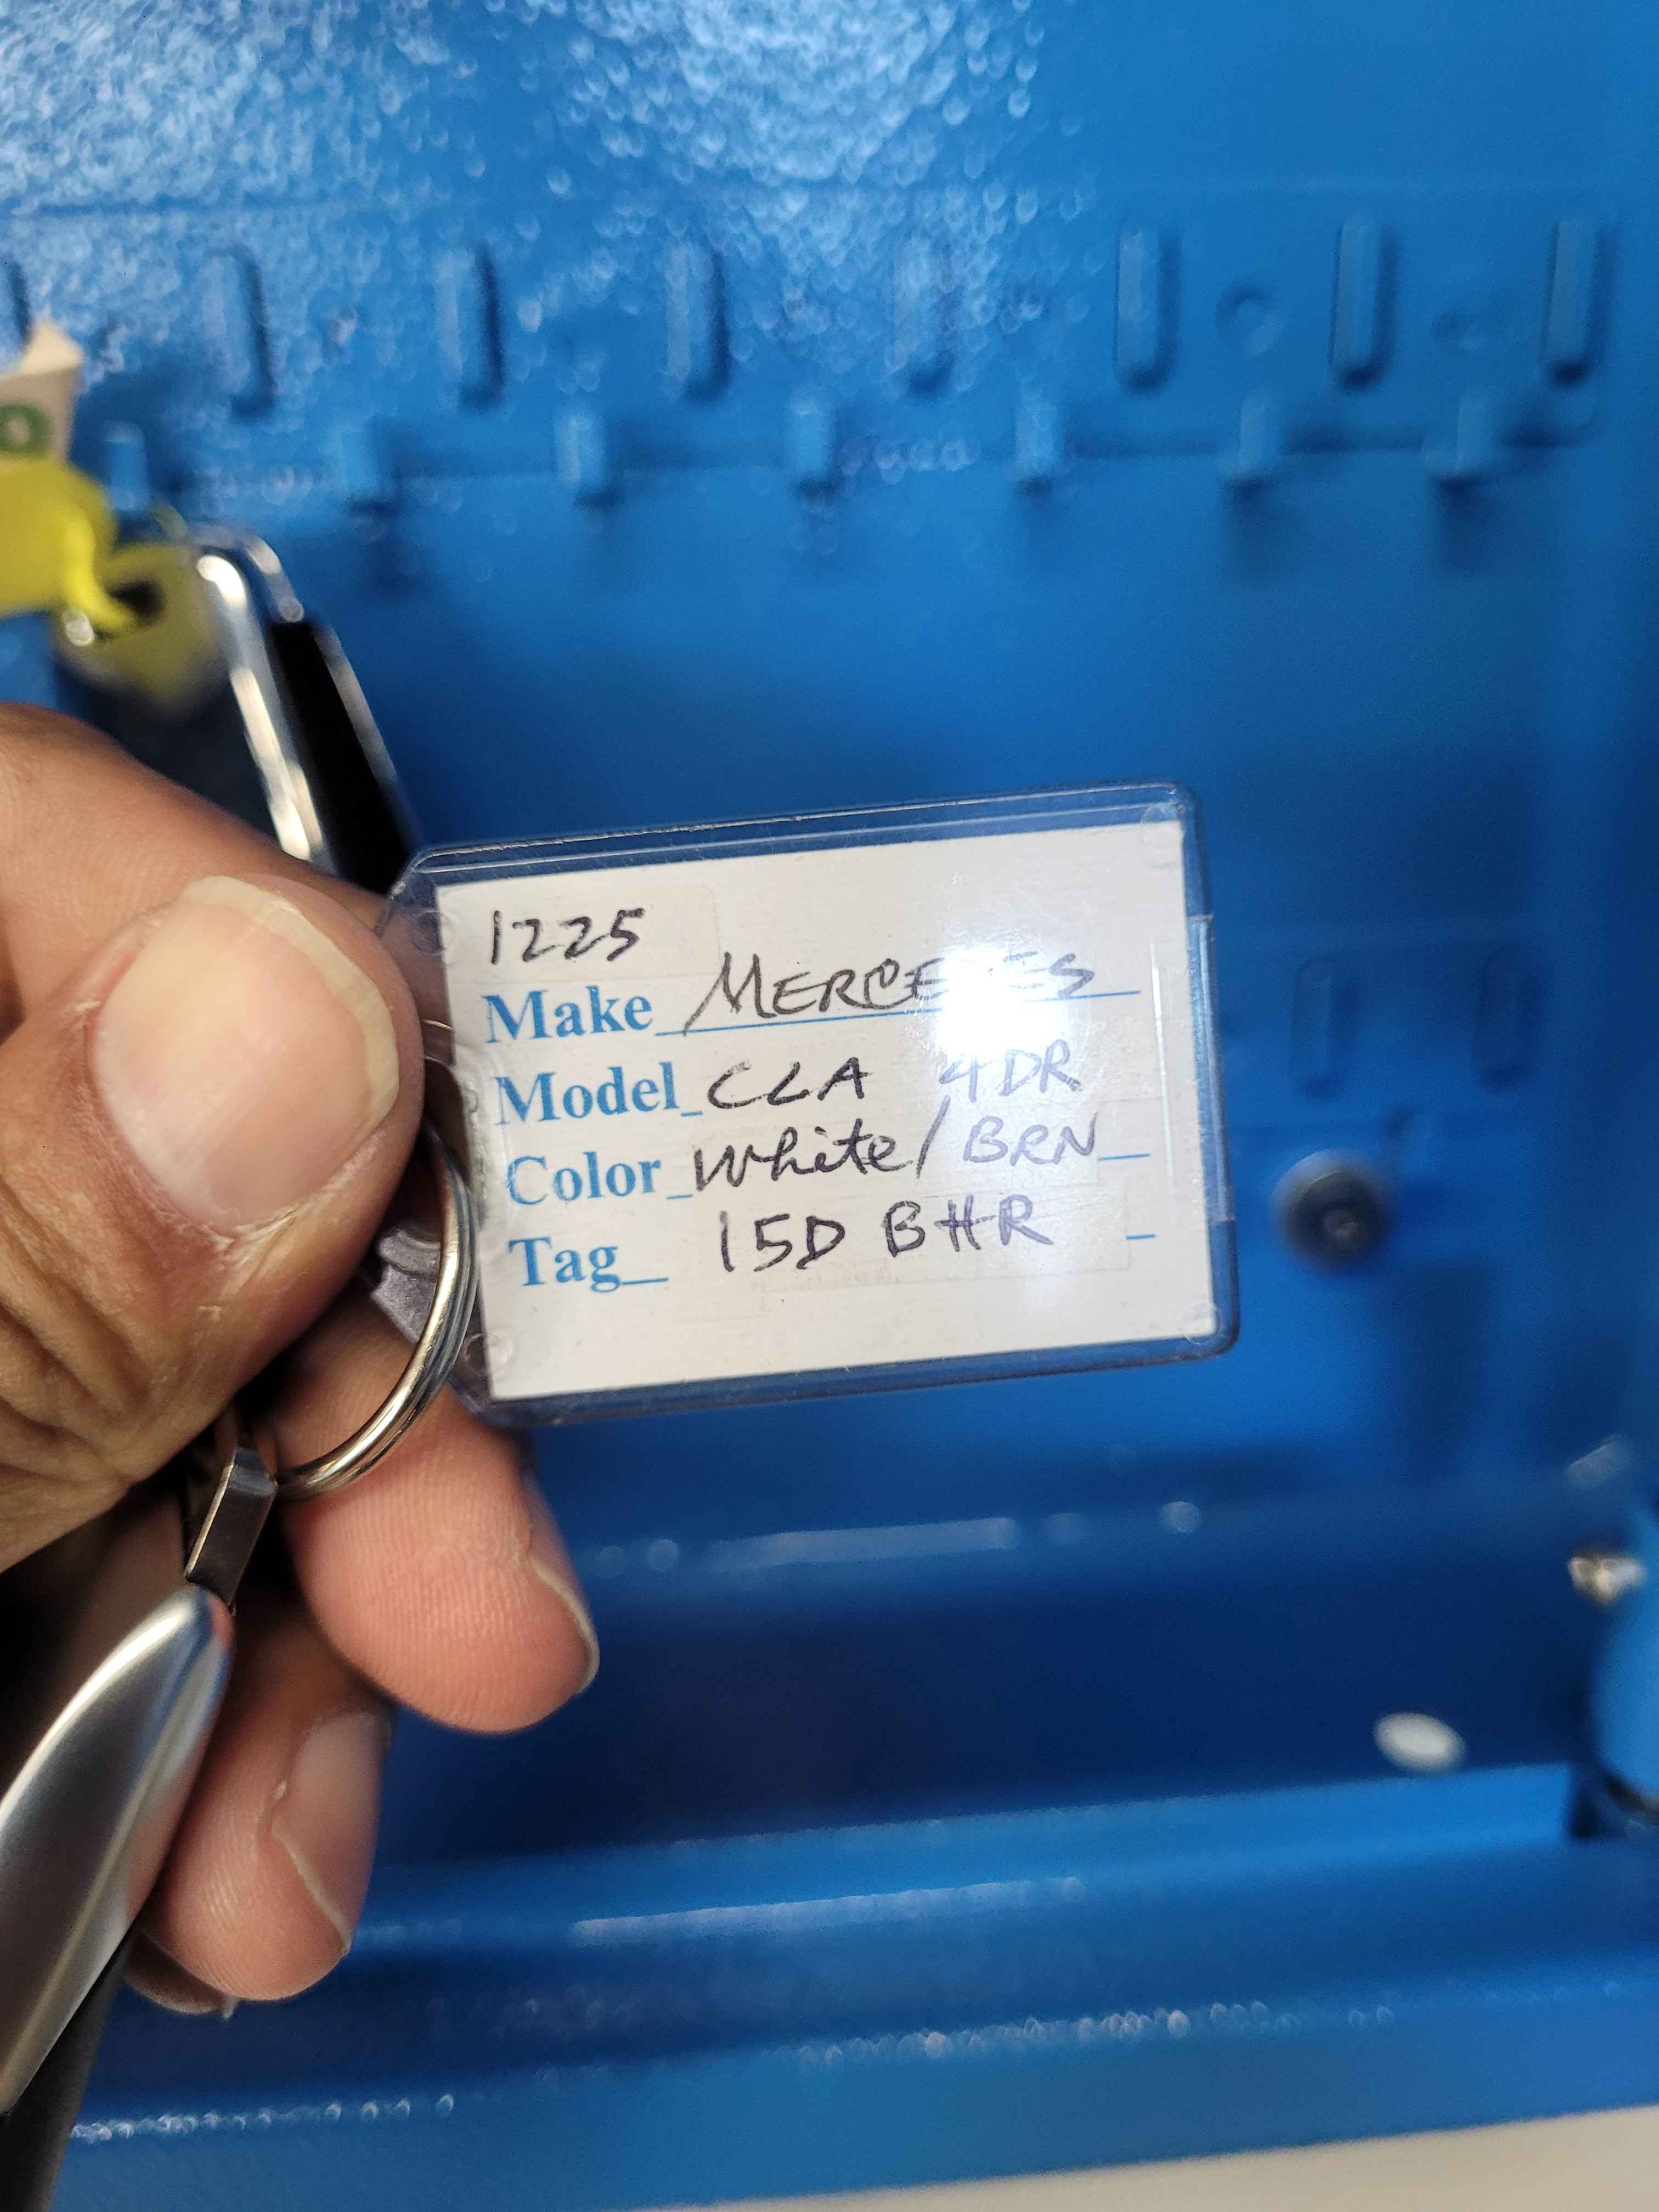 1225
Make MERCEDES
Model CLA 4DR
Color White/BRN
Tag 15D BHR